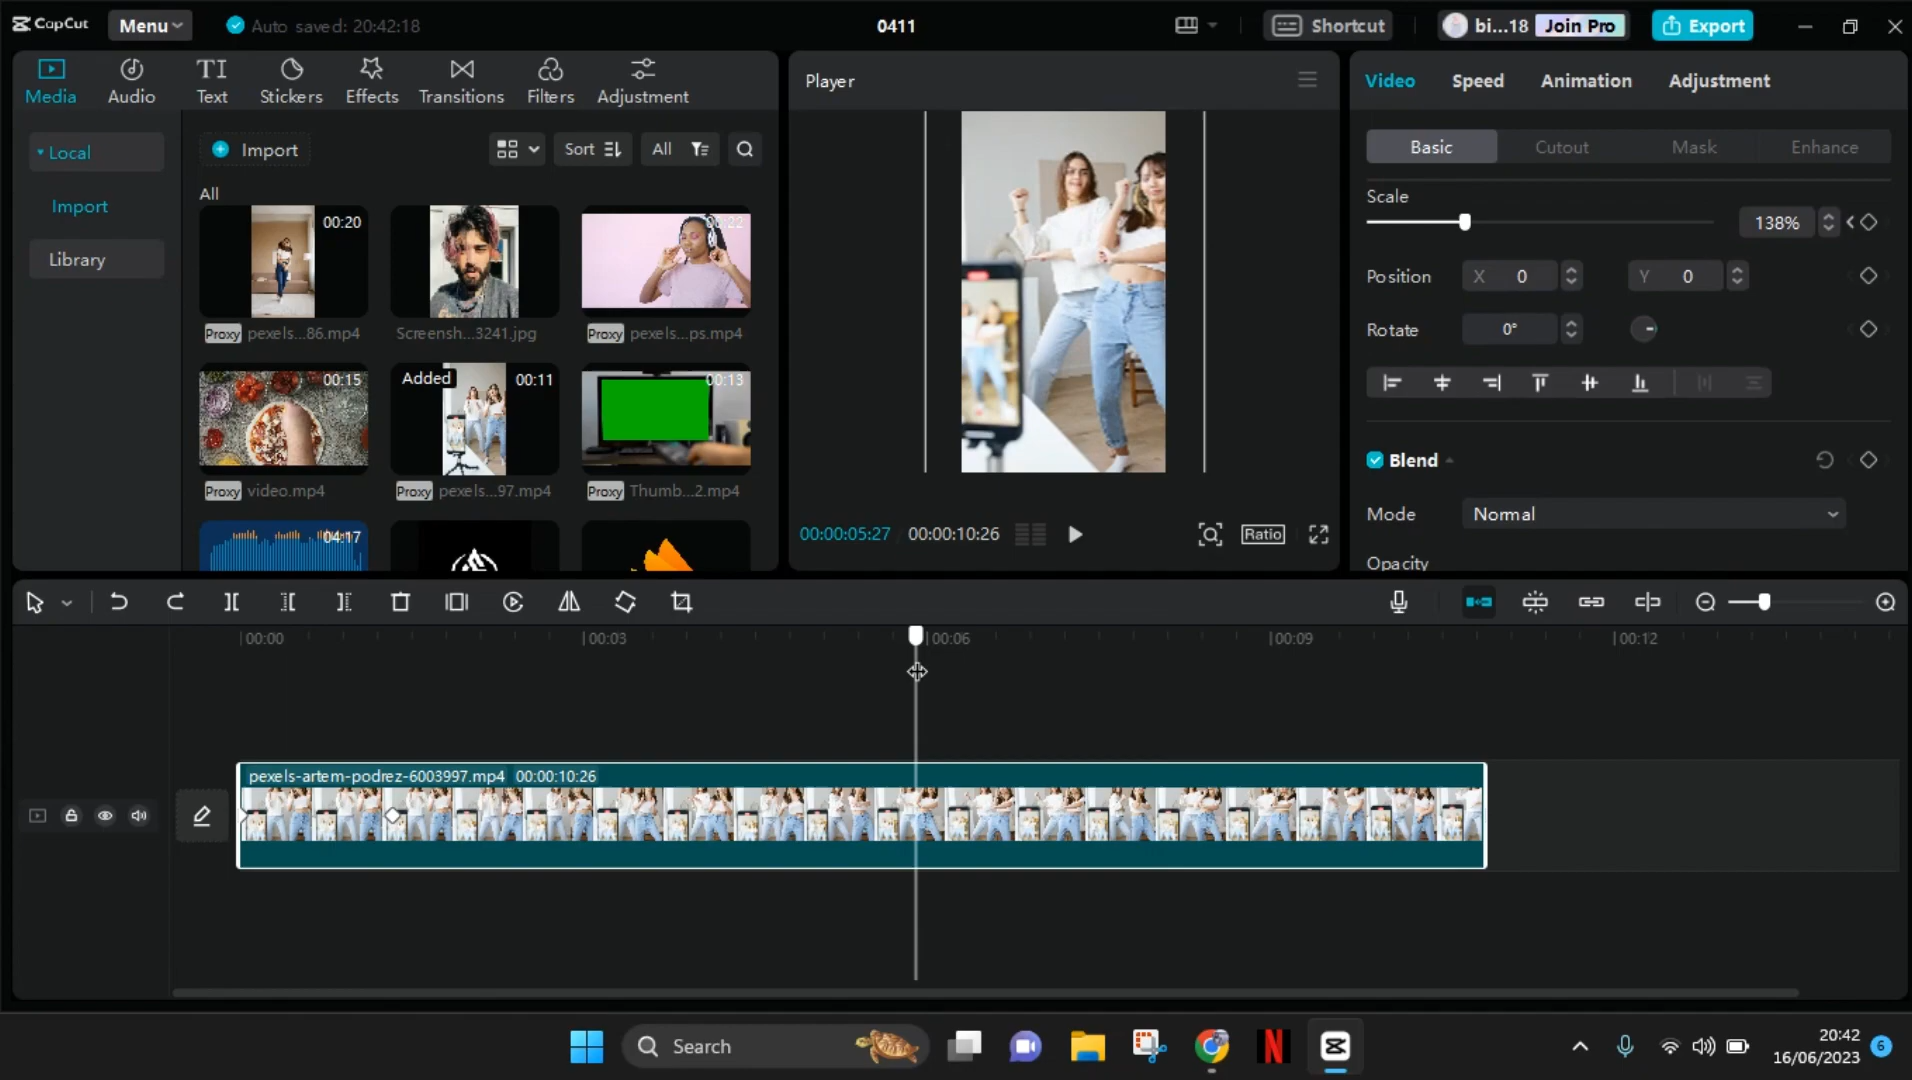 CapCut
Menu
Auto saved: 20:42:18
0411
Shortcut
bi...18
Join Pro
Export
Media
Audio
TI
Text
Stickers
Effects
Transitions
Filters
Adjustment
Player
Video
Speed
Animation
Adjustment
Local
Import
Library
Import
Sort
All
All
00:20
00:22
Proxy pexels...86.mp4
Screensh...3241.jpg
Proxy pexels...ps.mp4
00:15
Added
00:11
00:13
Proxy video.mp4
Proxy pexels...97.mp4
Proxy Thumb...2.mp4
04:17
00:00:05:27
00:00:10:26
Ratio
Basic
Cutout
Mask
Enhance
Scale
138%
Position
X 0
Y 0
Rotate
0°
Blend
Mode
Normal
Opacity
00:00
00:03
00:06
00:09
00:12
pexels-artem-podrez-6003997.mp4 00:00:10:26
Search
N
20:42
16/06/2023
6